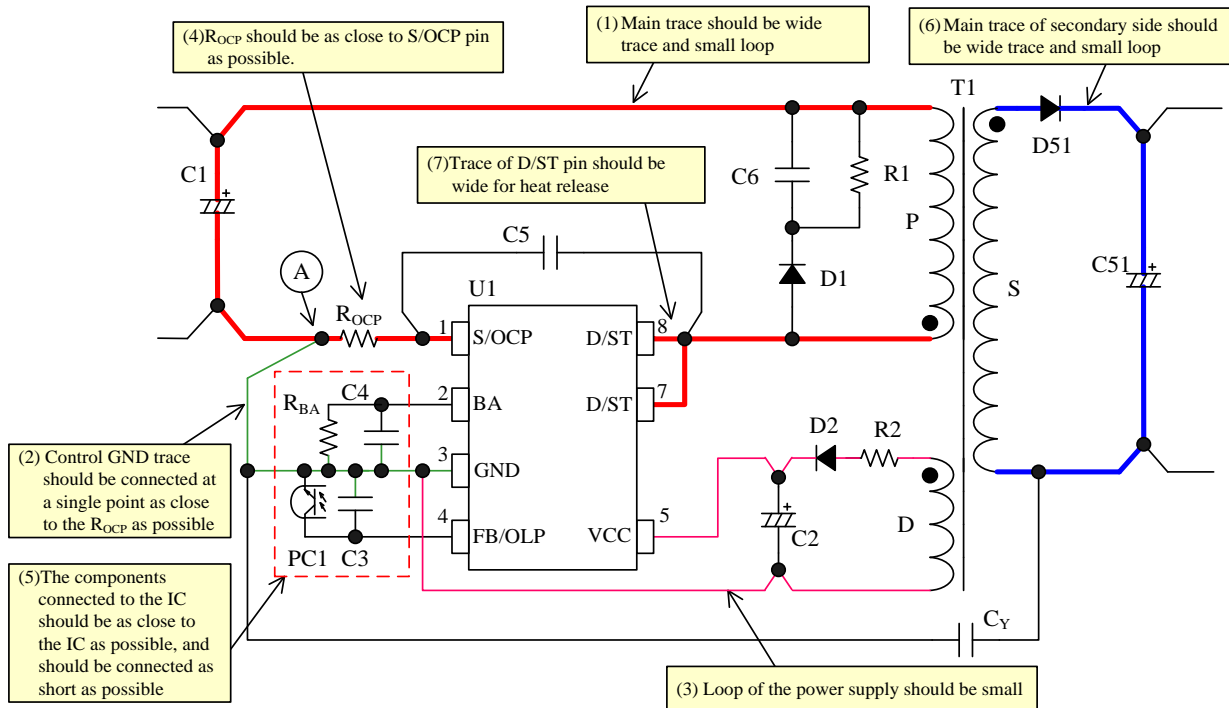 (1) Main trace should be wide
trace and small loop
(4)R_OCP should be as close to S/OCP pin
as possible.
(6) Main trace of secondary side should
be wide trace and small loop
T1
D51
C1
(7)Trace of D/ST pin should be
wide for heat release
C6
R1
P
C5
A
D1
C51
S
U1
R_OCP
1
S/OCP
D/ST
8
2
BA
D/ST
7
R_BA
C4
3
GND
D2
R2
4
FB/OLP
VCC
5
PC1
C3
C2
D
(2) Control GND trace
should be connected at
a single point as close
to the R_OCP as possible
(5)The components
connected to the IC
should be as close to
the IC as possible, and
should be connected as
short as possible
C_Y
(3) Loop of the power supply should be small
+
+
+